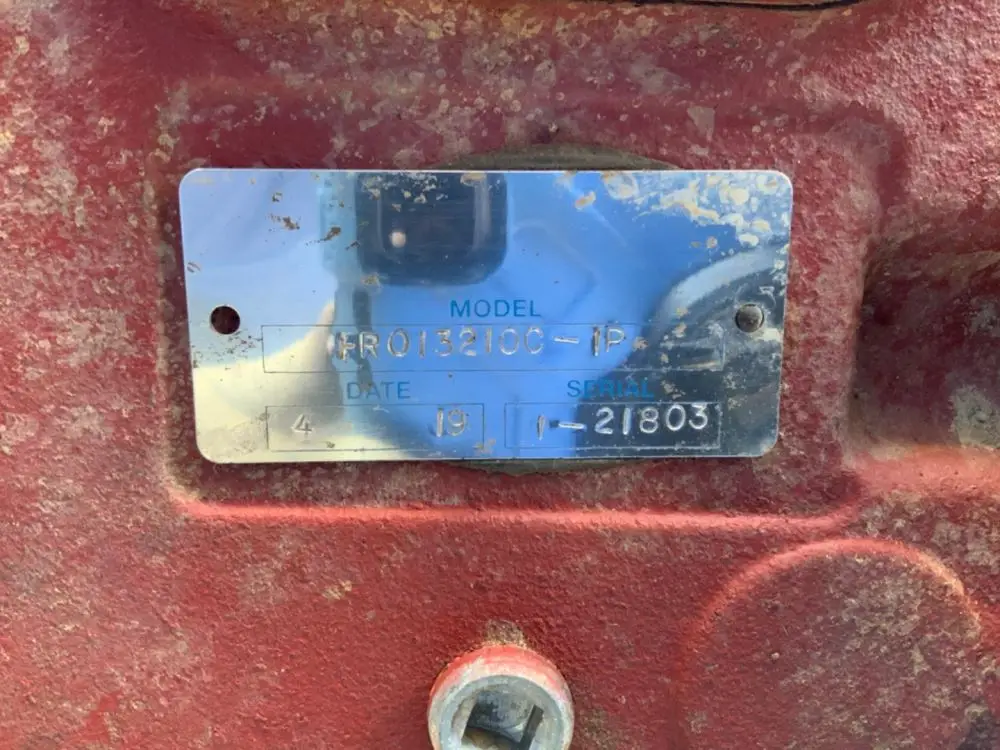 MODEL
FRO13210C-1P
DATE SERIAL
4 19 1-21803